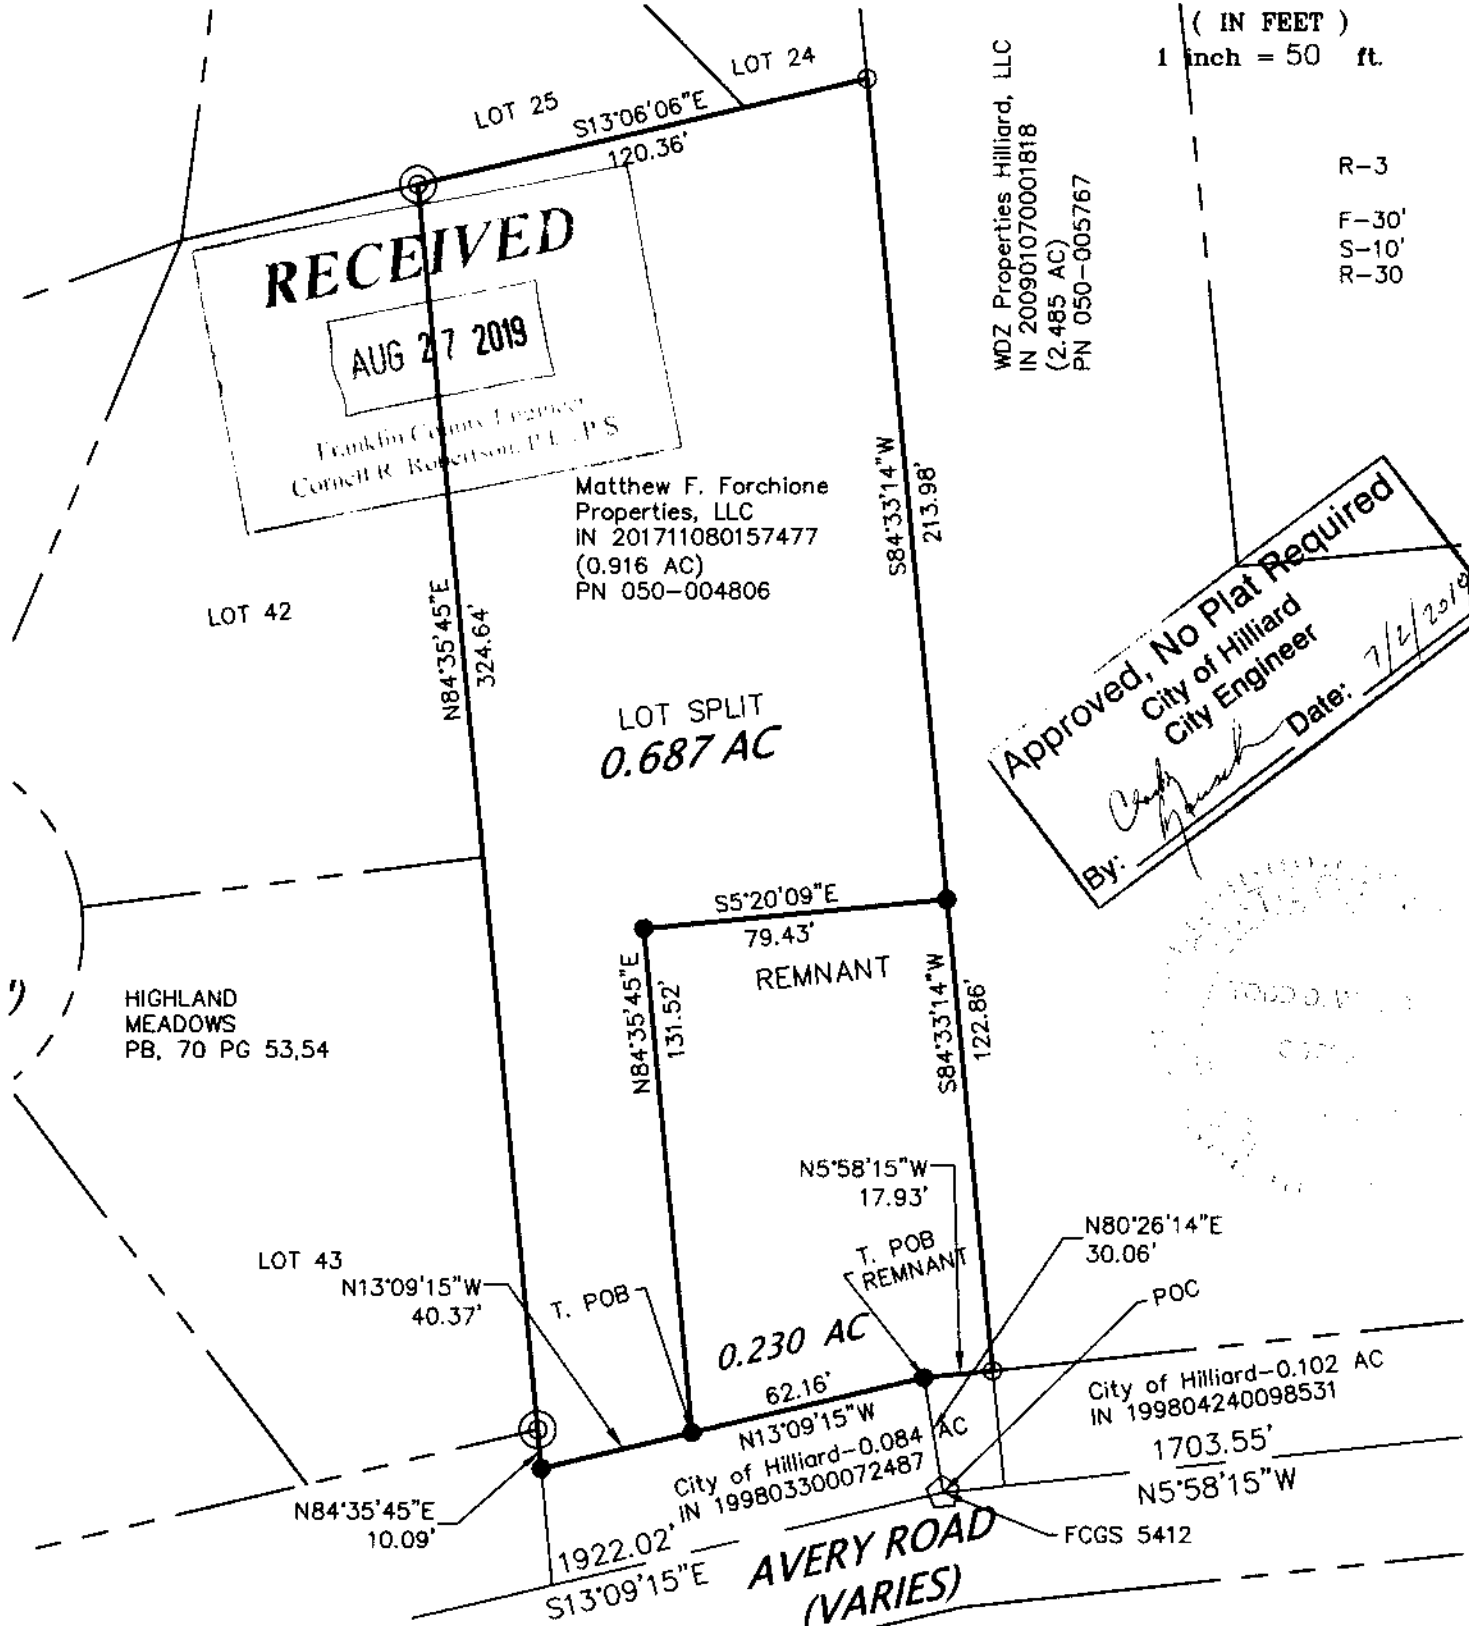 ( IN FEET )
1 inch = 50 ft.
LOT 24
LOT 25
S13°06'06"E
120.36'
R-3
F-30'
S-10'
R-30
WDZ Properties Hilliard, LLC
IN 200901070001818
(2.485 AC)
PN 050-005767
RECEIVED
AUG 27 2019
Franklin County Engineer
Cornell R. Robertson, P.E., P.S
Matthew F. Forchione
Properties, LLC
IN 201711080157477
(0.916 AC)
PN 050-004806
S84°33'14"W
213.98'
Approved, No Plat Required
City of Hilliard
City Engineer
By:
Date: 7/2/2019
LOT 42
N84°35'45"E
324.64'
LOT SPLIT
0.687 AC
S5°20'09"E
79.43'
REMNANT
N84°35'45"E
131.52'
S84°33'14"W
122.86'
')
HIGHLAND
MEADOWS
PB, 70 PG 53,54
N5°58'15"W
17.93'
LOT 43
N13°09'15"W
40.37'
T. POB
T. POB
REMNANT
N80°26'14"E
30.06'
POC
0.230 AC
62.16'
N13°09'15"W
City of Hilliard-0.084 AC
IN 199803300072487
City of Hilliard-0.102 AC
IN 199804240098531
1703.55'
N5°58'15"W
N84°35'45"E
10.09'
FCGS 5412
1922.02'
S13°09'15"E
AVERY ROAD
(VARIES)